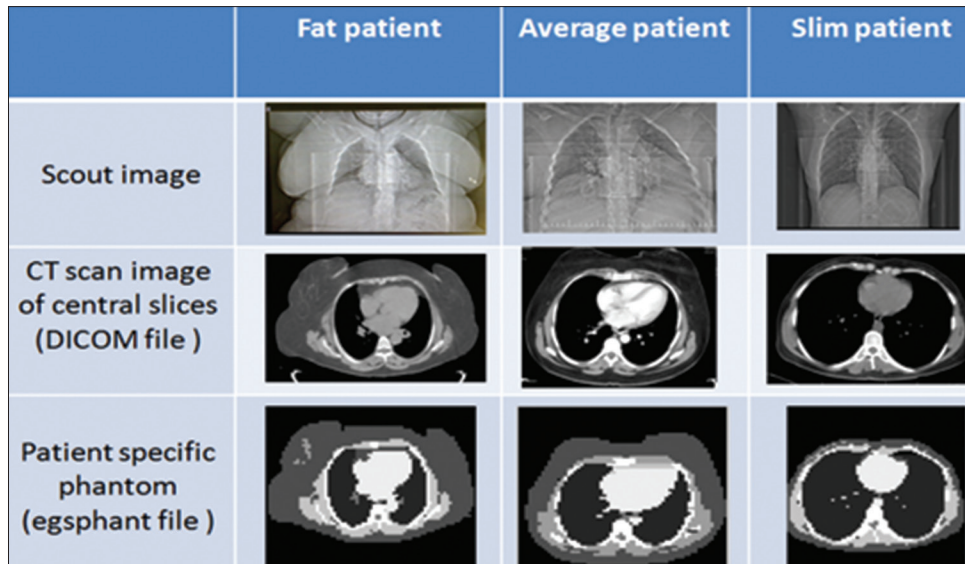 Fat patient
Average patient
Slim patient
Scout image
CT scan image
of central slices
(DICOM file )
Patient specific
phantom
(egsphant file )